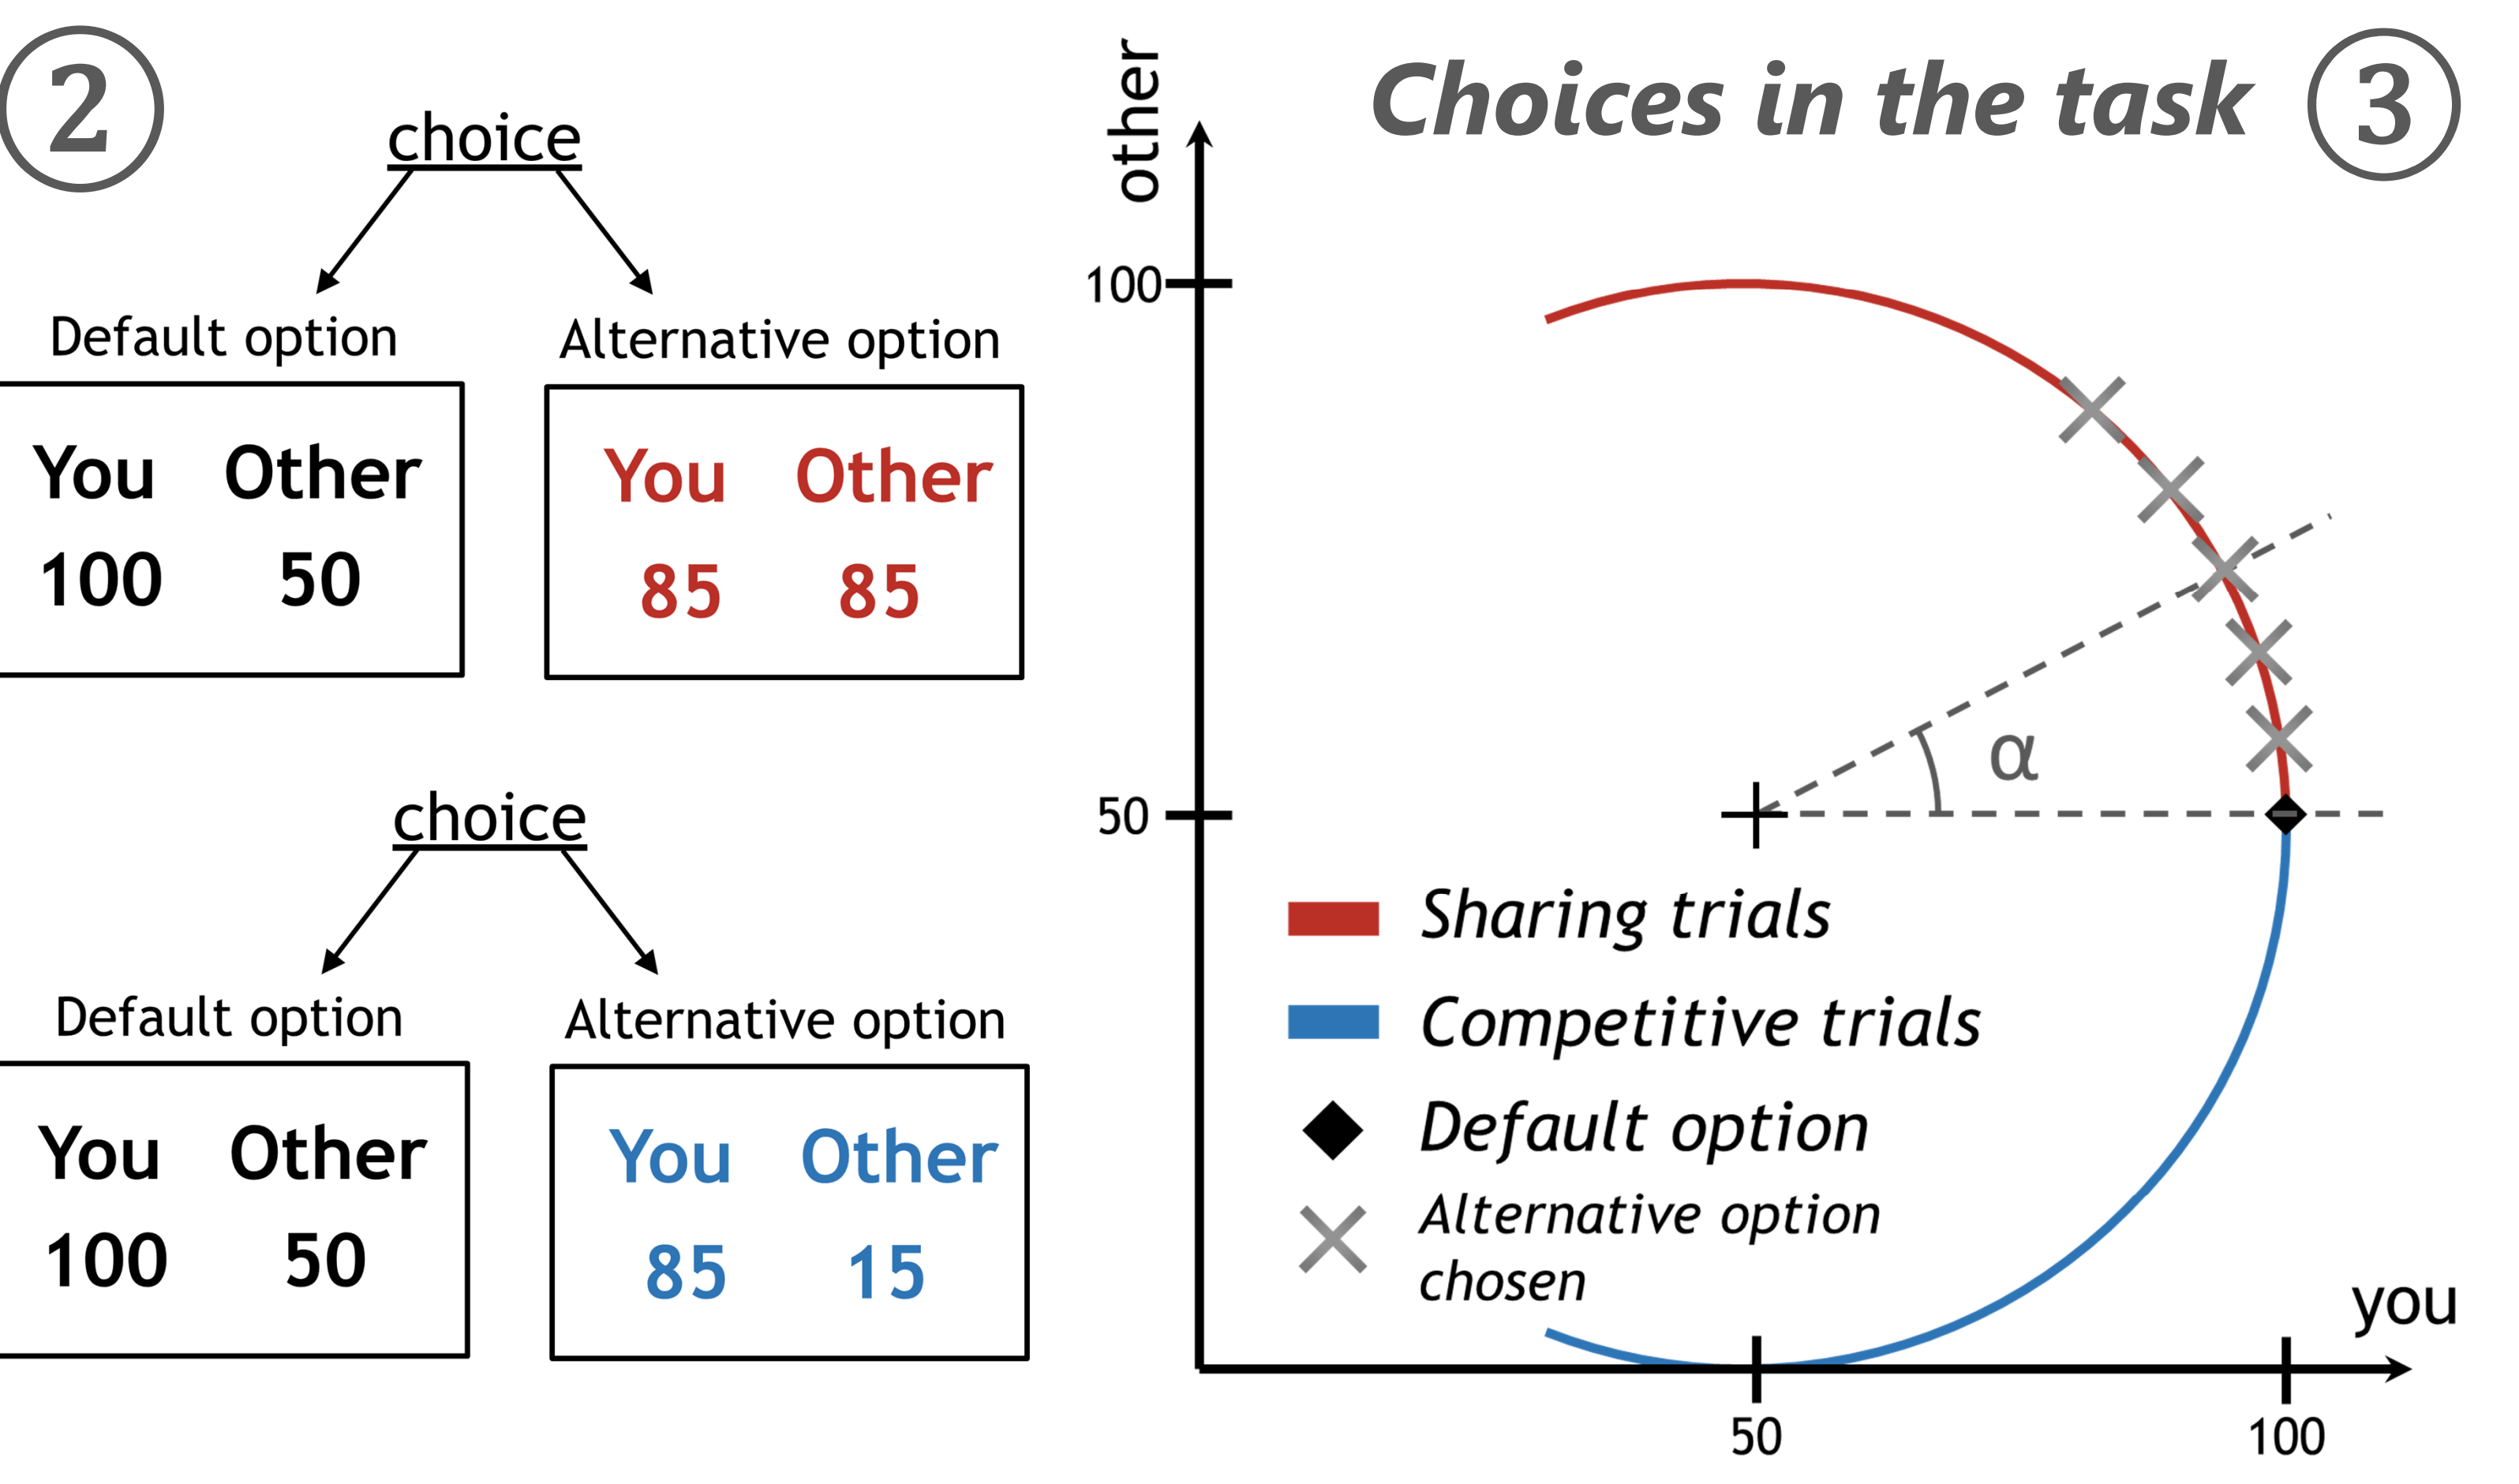 2
choice
Default option
Alternative option
You Other
100 50
You Other
85 85
choice
Default option
Alternative option
You Other
100 50
You Other
85 15
Choices in the task
3
other
100
50
α
Sharing trials
Competitive trials
Default option
Alternative option
chosen
you
50
100